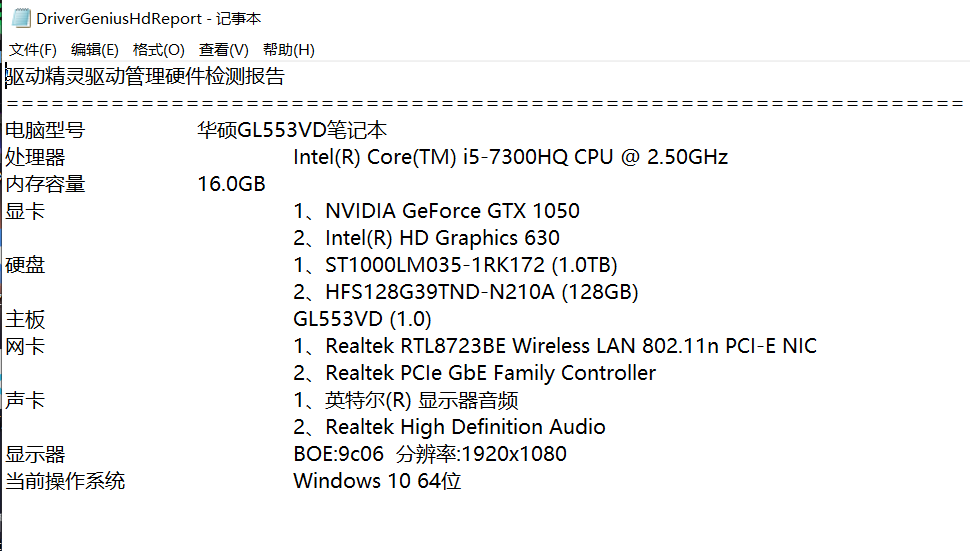 DriverGeniusHdReport - 记事本
文件(F) 编辑(E) 格式(O) 查看(V) 帮助(H)
驱动精灵驱动管理硬件检测报告
================================================================
电脑型号 华硕GL553VD笔记本
处理器 Intel(R) Core(TM) i5-7300HQ CPU @ 2.50GHz
内存容量 16.0GB
显卡 1、NVIDIA GeForce GTX 1050
2、Intel(R) HD Graphics 630
硬盘 1、ST1000LM035-1RK172 (1.0TB)
2、HFS128G39TND-N210A (128GB)
主板 GL553VD (1.0)
网卡 1、Realtek RTL8723BE Wireless LAN 802.11n PCI-E NIC
2、Realtek PCIe GbE Family Controller
声卡 1、英特尔(R) 显示器音频
2、Realtek High Definition Audio
显示器 BOE:9c06 分辨率:1920x1080
当前操作系统 Windows 10 64位